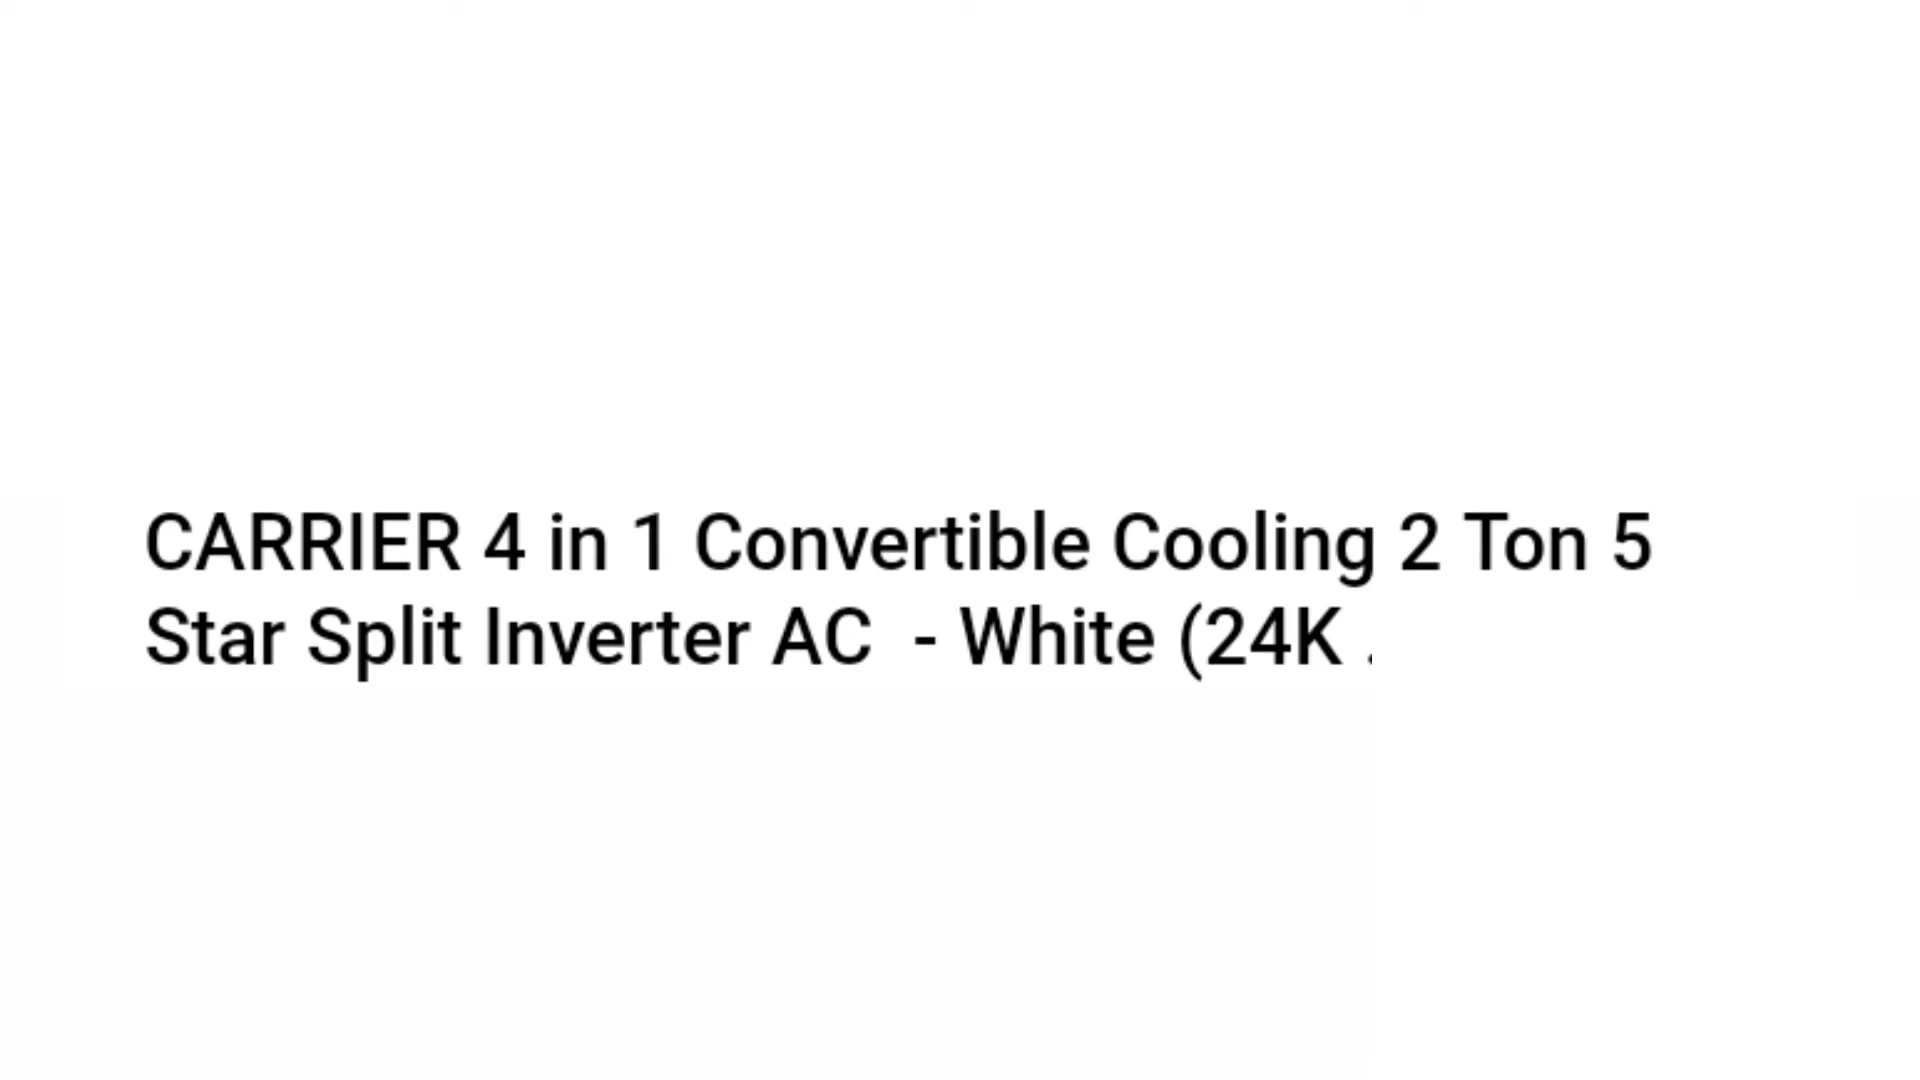 CARRIER 4 in 1 Convertible Cooling 2 Ton 5
Star Split Inverter AC  - White (24K .